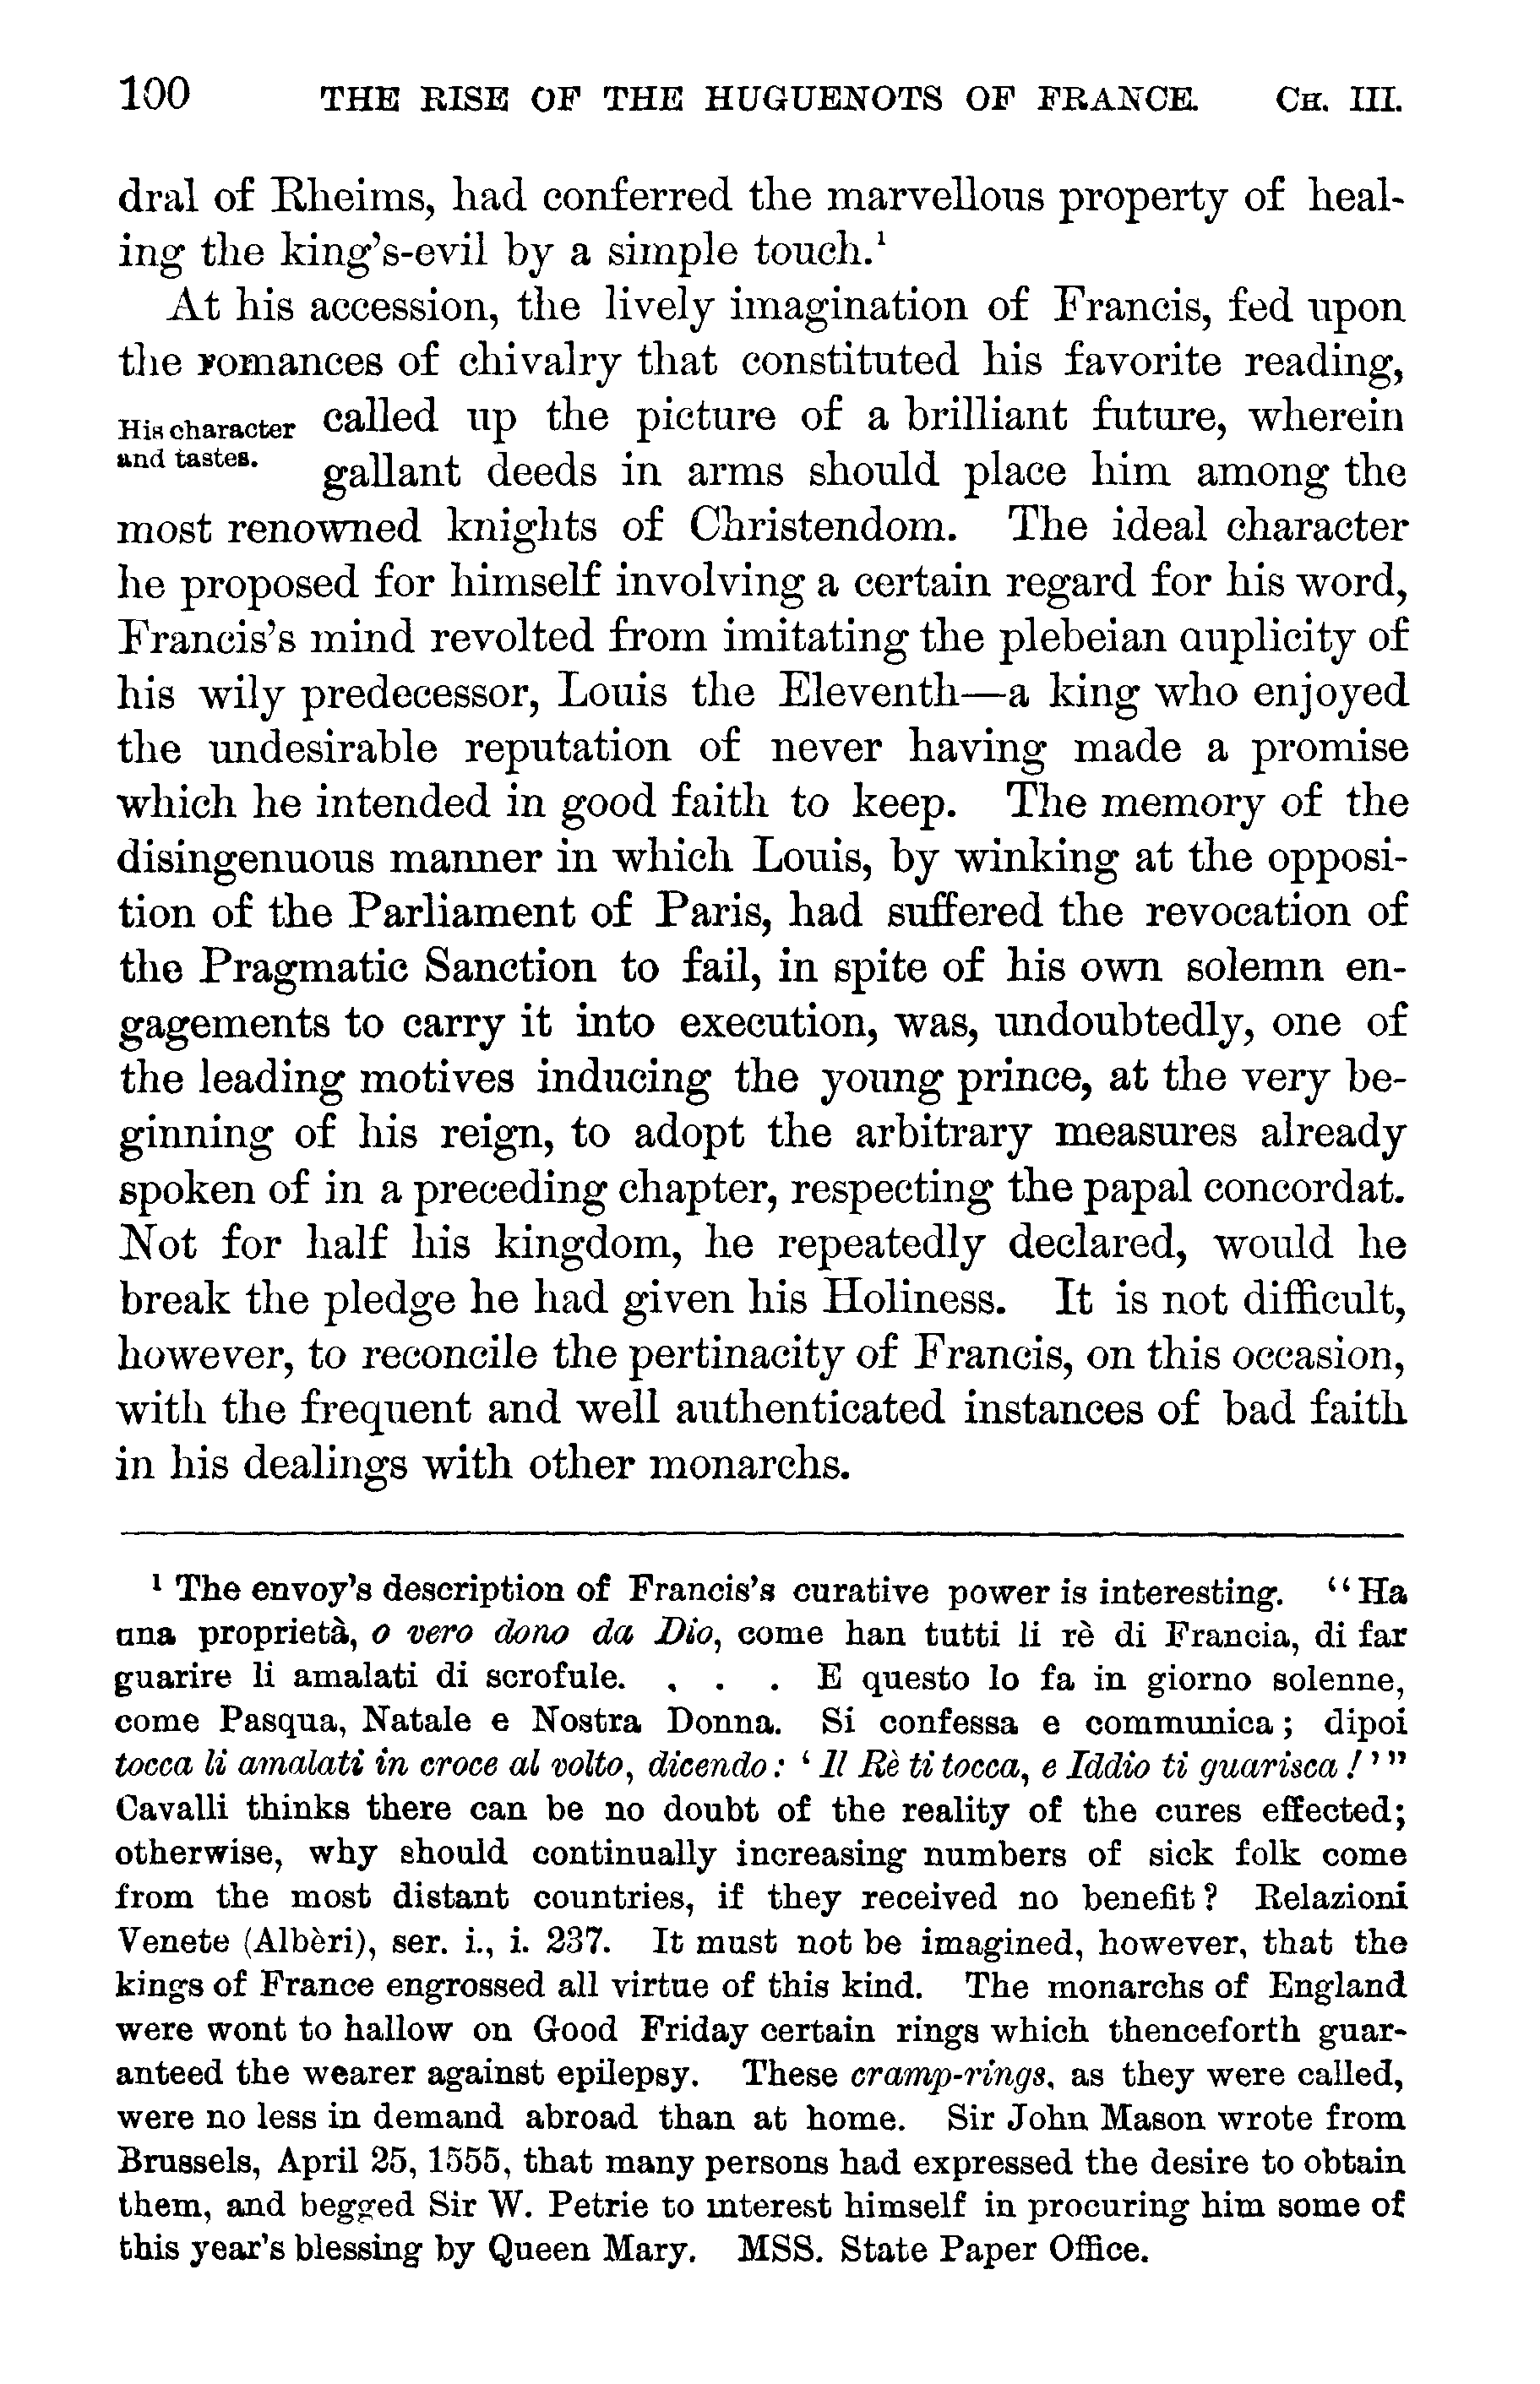 100 THE RISE OF THE HUGUENOTS OF FRANCE. CH. III.
dral of Rheims, had conferred the marvellous property of heal-
ing the king's-evil by a simple touch.¹
At his accession, the lively imagination of Francis, fed upon
the romances of chivalry that constituted his favorite reading,
His character
and tastes.
called up the picture of a brilliant future, wherein
gallant deeds in arms should place him among the
most renowned knights of Christendom. The ideal character
he proposed for himself involving a certain regard for his word,
Francis's mind revolted from imitating the plebeian duplicity of
his wily predecessor, Louis the Eleventh—a king who enjoyed
the undesirable reputation of never having made a promise
which he intended in good faith to keep. The memory of the
disingenuous manner in which Louis, by winking at the opposi-
tion of the Parliament of Paris, had suffered the revocation of
the Pragmatic Sanction to fail, in spite of his own solemn en-
gagements to carry it into execution, was, undoubtedly, one of
the leading motives inducing the young prince, at the very be-
ginning of his reign, to adopt the arbitrary measures already
spoken of in a preceding chapter, respecting the papal concordat.
Not for half his kingdom, he repeatedly declared, would he
break the pledge he had given his Holiness. It is not difficult,
however, to reconcile the pertinacity of Francis, on this occasion,
with the frequent and well authenticated instances of bad faith
in his dealings with other monarchs.
¹ The envoy's description of Francis's curative power is interesting. "Ha
una proprietà, o vero dono da Dio, come han tutti li rè di Francia, di far
guarire li amalati di scrofule. . . . E questo lo fa in giorno solenne,
come Pasqua, Natale e Nostra Donna. Si confessa e communica; dipoi
tocca li amalati in croce al volto, dicendo: 'Il Rè ti tocca, e Iddio ti guarisca!'"
Cavalli thinks there can be no doubt of the reality of the cures effected;
otherwise, why should continually increasing numbers of sick folk come
from the most distant countries, if they received no benefit? Relazioni
Venete (Albèri), ser. i., i. 237. It must not be imagined, however, that the
kings of France engrossed all virtue of this kind. The monarchs of England
were wont to hallow on Good Friday certain rings which thenceforth guar-
anteed the wearer against epilepsy. These cramp-rings, as they were called,
were no less in demand abroad than at home. Sir John Mason wrote from
Brussels, April 25, 1555, that many persons had expressed the desire to obtain
them, and begged Sir W. Petrie to interest himself in procuring him some of
this year's blessing by Queen Mary. MSS. State Paper Office.